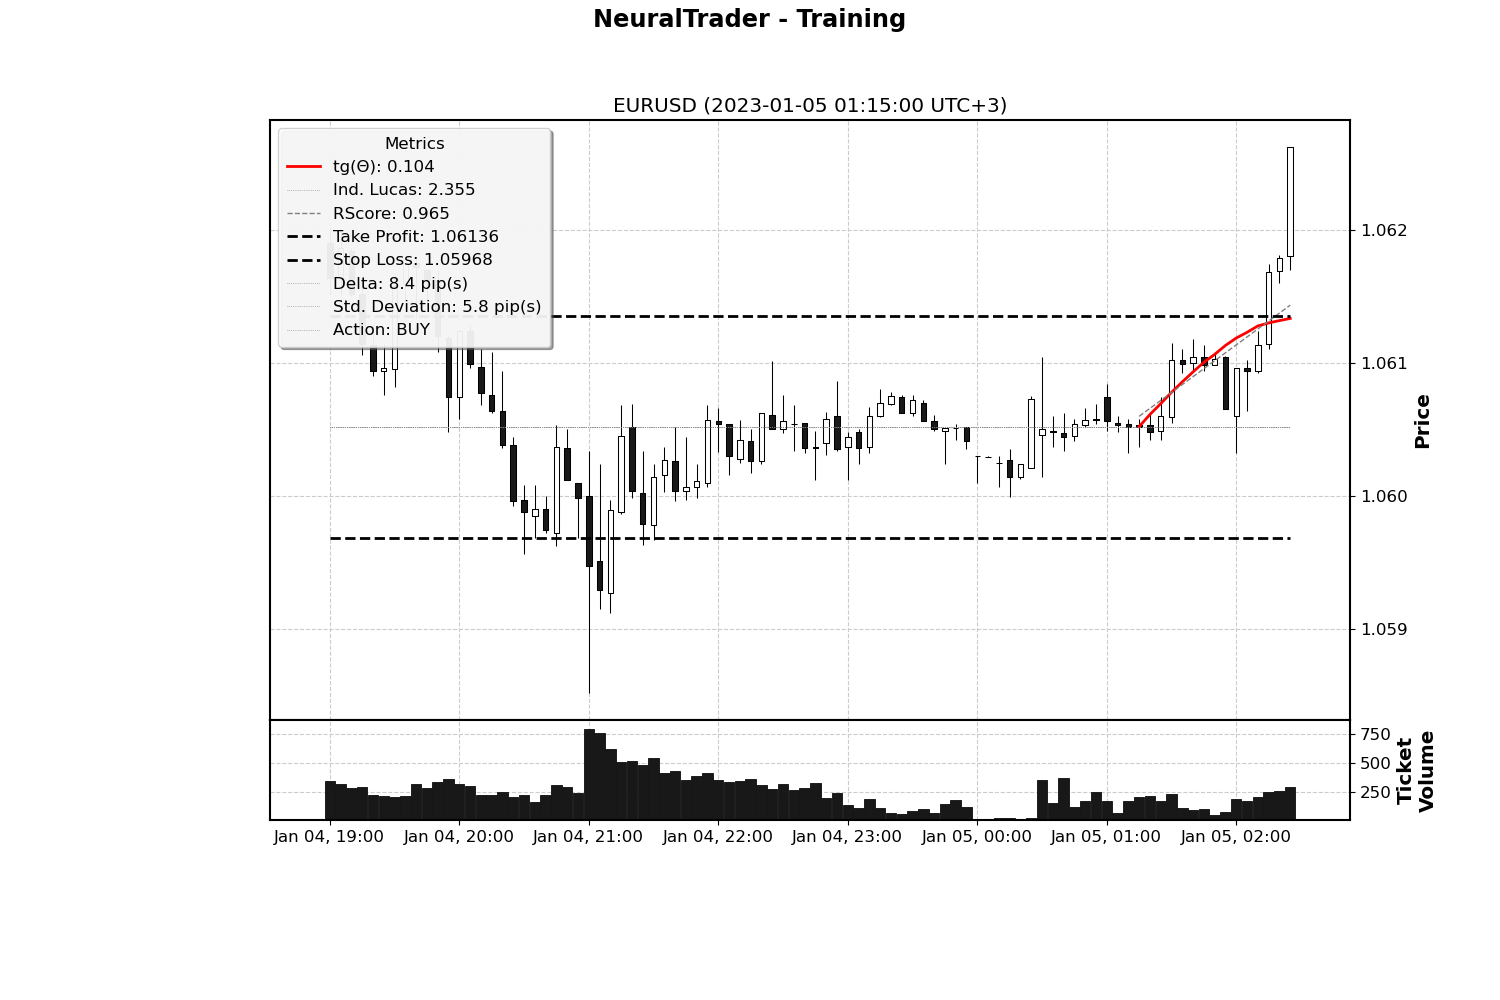 NeuralTrader - Training
EURUSD (2023-01-05 01:15:00 UTC+3)
Metrics
tg(Θ): 0.104
Ind. Lucas: 2.355
RScore: 0.965
Take Profit: 1.06136
Stop Loss: 1.05968
Delta: 8.4 pip(s)
Std. Deviation: 5.8 pip(s)
Action: BUY
1.062
1.061
1.060
1.059
Price
750
500
250
Ticket
Volume
Jan 04, 19:00
Jan 04, 20:00
Jan 04, 21:00
Jan 04, 22:00
Jan 04, 23:00
Jan 05, 00:00
Jan 05, 01:00
Jan 05, 02:00